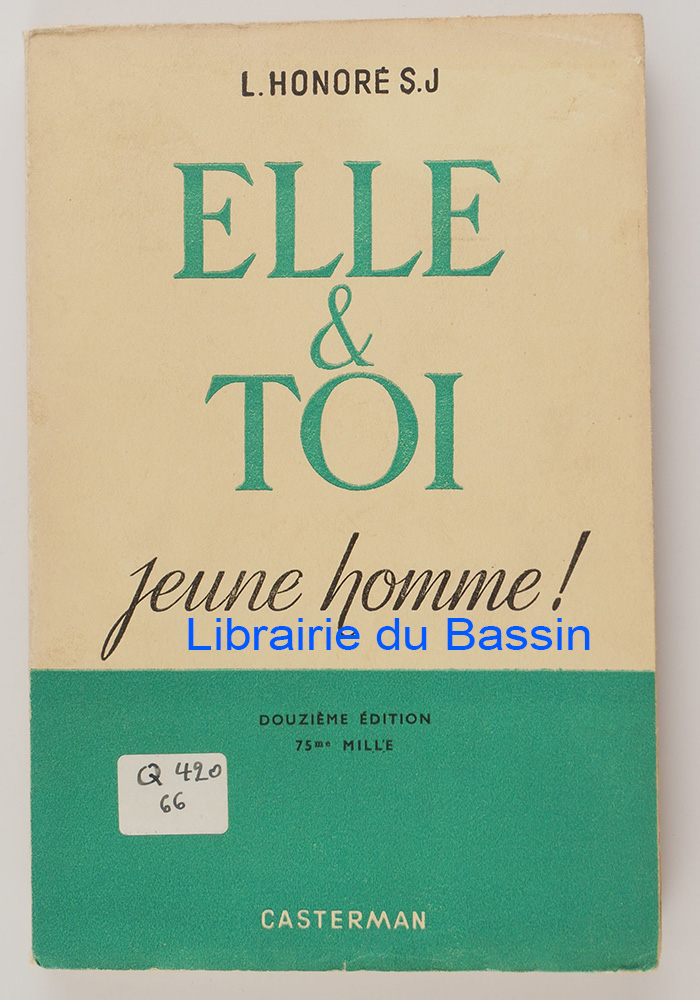 L. HONORÉ S.J
ELLE
&
TOI
jeune homme !
Librairie du Bassin
DOUZIÈME ÉDITION
75me MILLE
Q 420
66
CASTERMAN